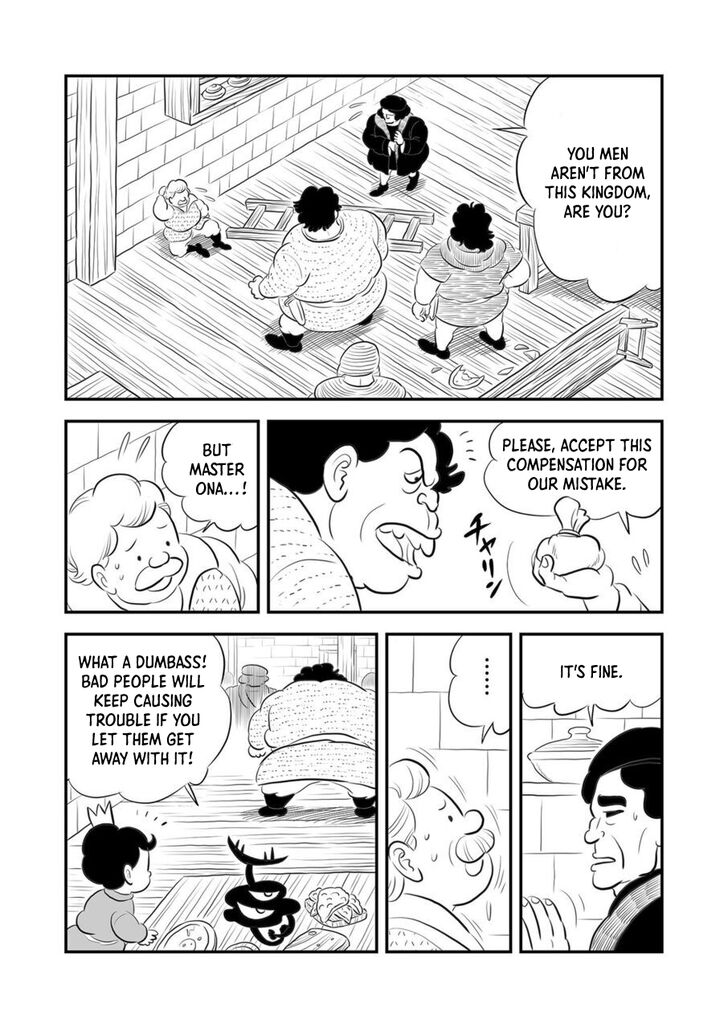 YOU MEN
AREN'T FROM
THIS KINGDOM,
ARE YOU?
BUT
MASTER
ONA...!
PLEASE, ACCEPT THIS
COMPENSATION FOR
OUR MISTAKE.
チャリン
WHAT A DUMBASS!
BAD PEOPLE WILL
KEEP CAUSING
TROUBLE IF YOU
LET THEM GET
AWAY WITH IT!
......
IT'S FINE.